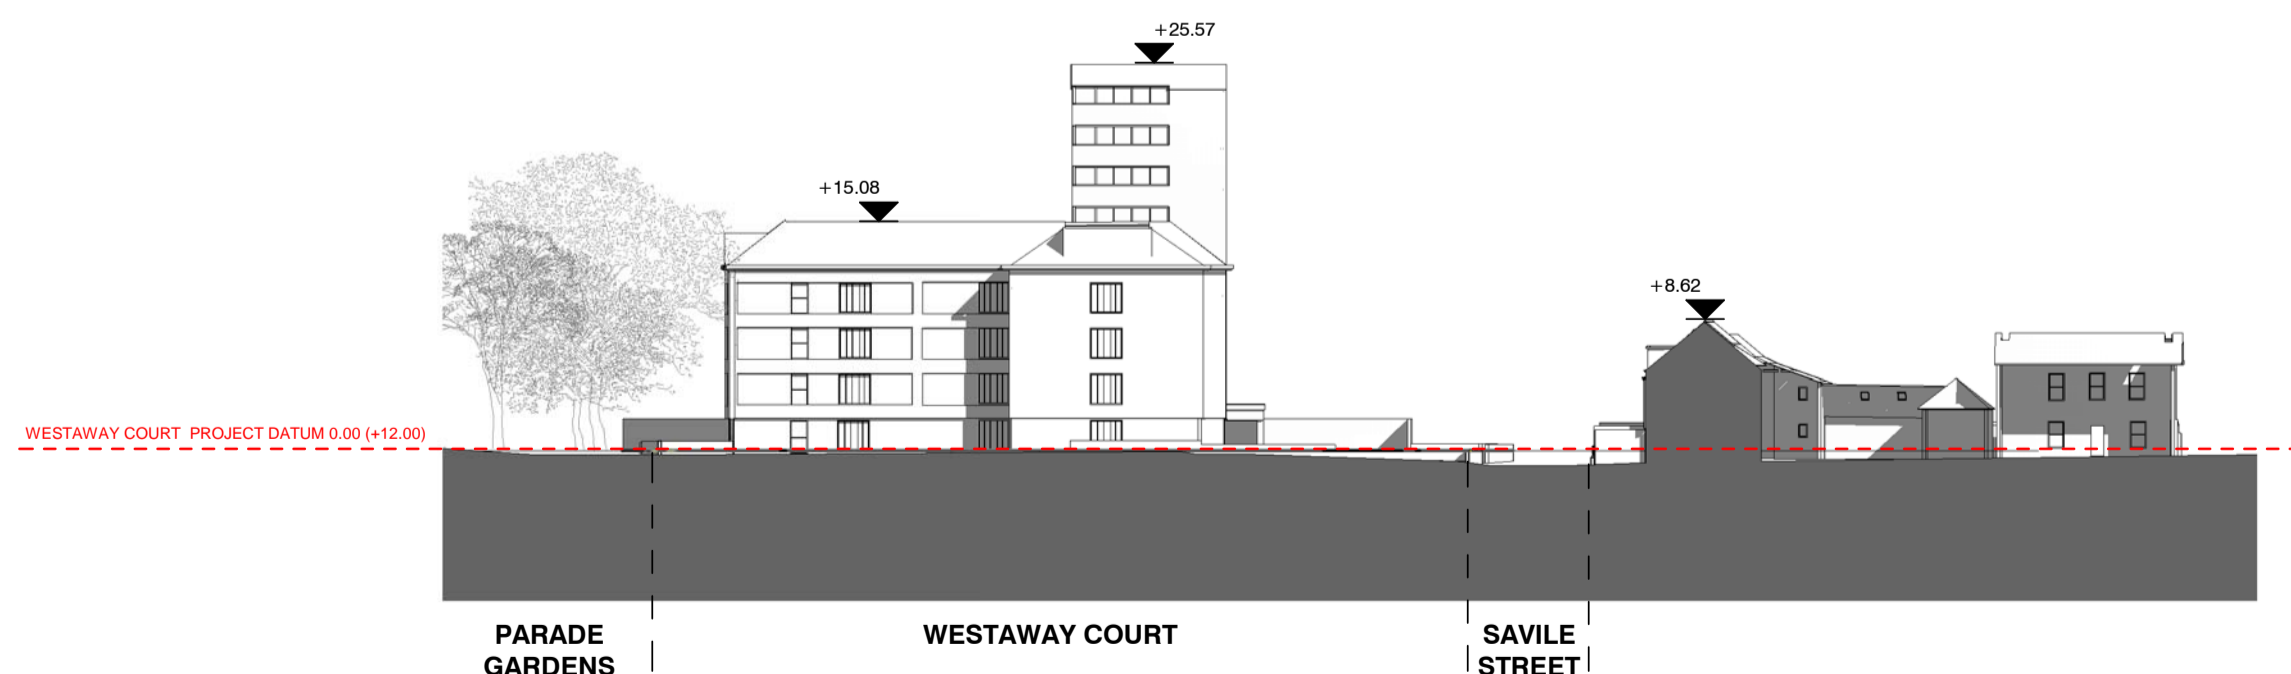 +25.57
+15.08
+8.62
WESTAWAY COURT PROJECT DATUM 0.00 (+12.00)
PARADE
GARDENS
WESTAWAY COURT
SAVILE
STREET